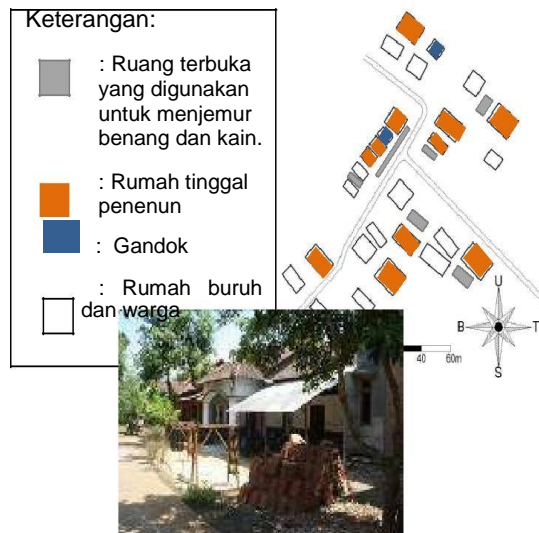 Keterangan:
: Ruang terbuka
yang digunakan
untuk menjemur
benang dan kain.
: Rumah tinggal
penenun
: Gandok
: Rumah buruh
dan warga
U
B T
S
40 60m